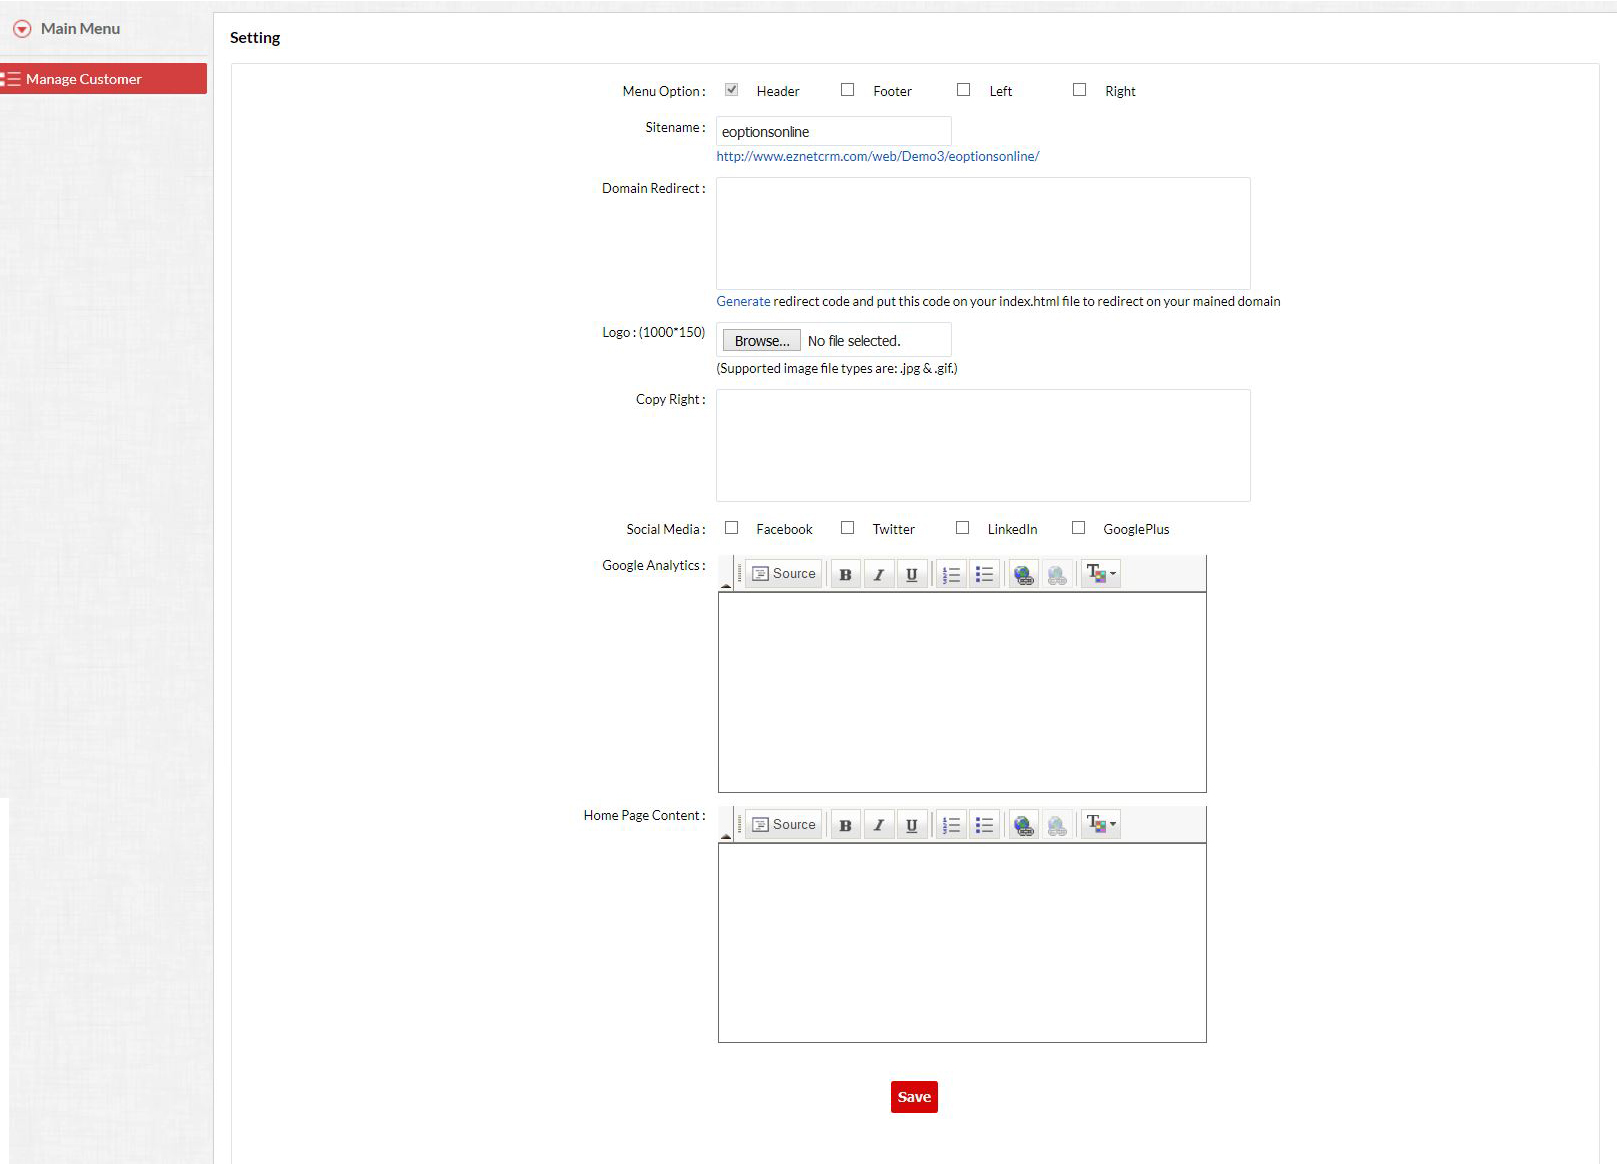 Main Menu
Setting
Manage Customer
Menu Option : Header Footer Left Right
Sitename : eoptionsonline
http://www.eznetcrm.com/web/Demo3/eoptionsonline/
Domain Redirect :
Generate redirect code and put this code on your index.html file to redirect on your mained domain
Logo : (1000*150) Browse... No file selected.
(Supported image file types are: .jpg & .gif.)
Copy Right :
Social Media : Facebook Twitter LinkedIn GooglePlus
Google Analytics : Source B I U
Home Page Content : Source B I U
Save